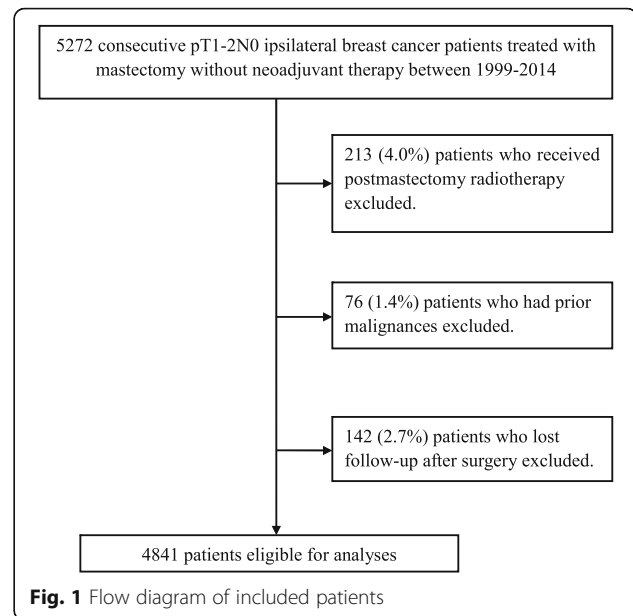 5272 consecutive pT1-2N0 ipsilateral breast cancer patients treated with
mastectomy without neoadjuvant therapy between 1999-2014
213 (4.0%) patients who received
postmastectomy radiotherapy
excluded.
76 (1.4%) patients who had prior
malignances excluded.
142 (2.7%) patients who lost
follow-up after surgery excluded.
4841 patients eligible for analyses
Fig. 1 Flow diagram of included patients